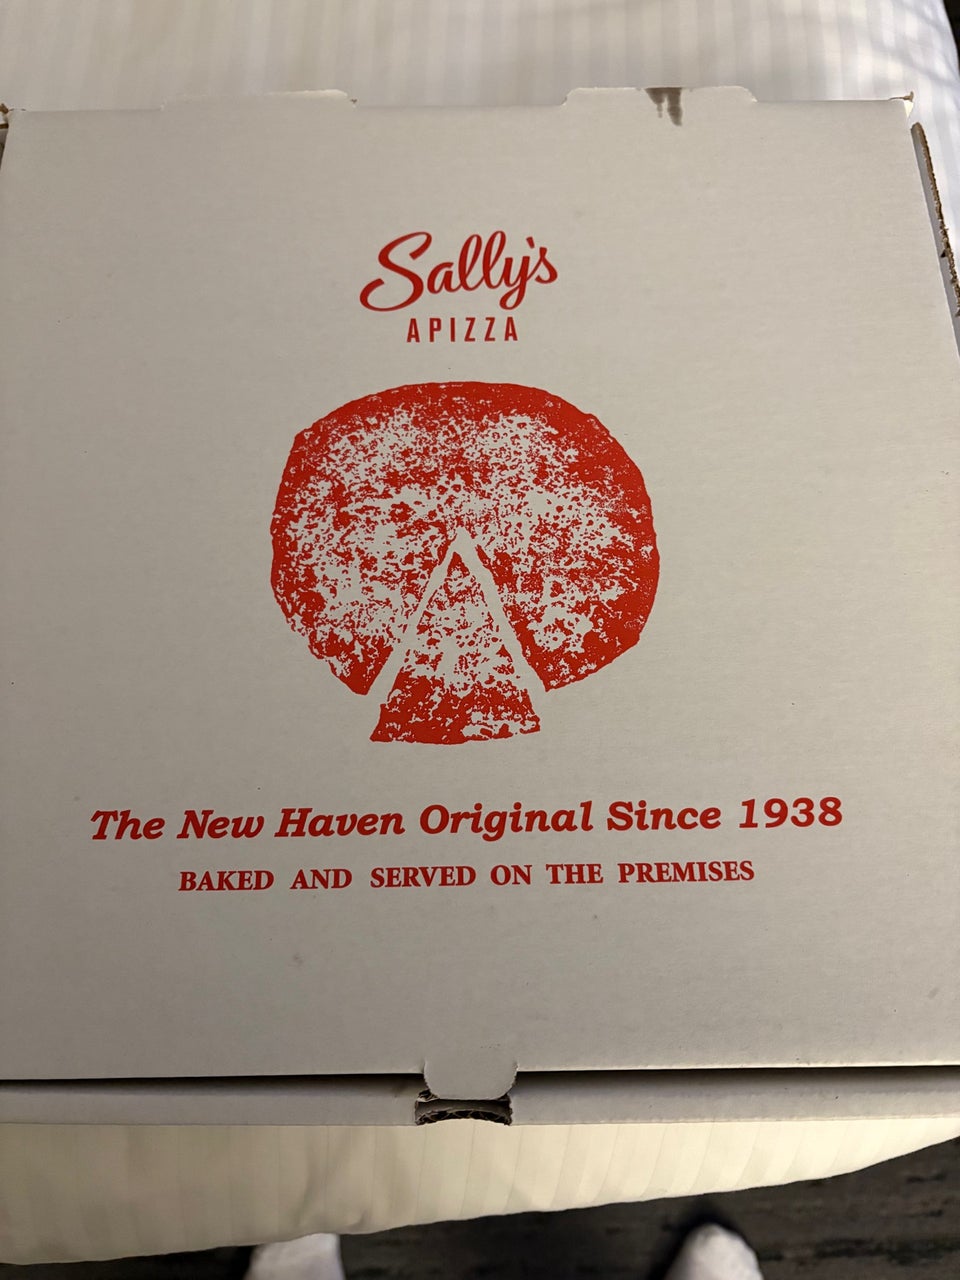 Sally's
APIZZA
The New Haven Original Since 1938
BAKED AND SERVED ON THE PREMISES